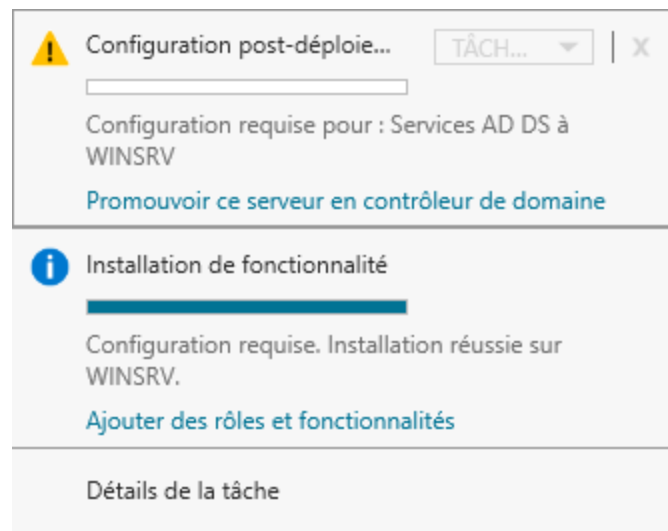 Configuration post-déploie...
TÂCH...
X
Configuration requise pour : Services AD DS à
WINSRV
Promouvoir ce serveur en contrôleur de domaine
Installation de fonctionnalité
Configuration requise. Installation réussie sur
WINSRV.
Ajouter des rôles et fonctionnalités
Détails de la tâche